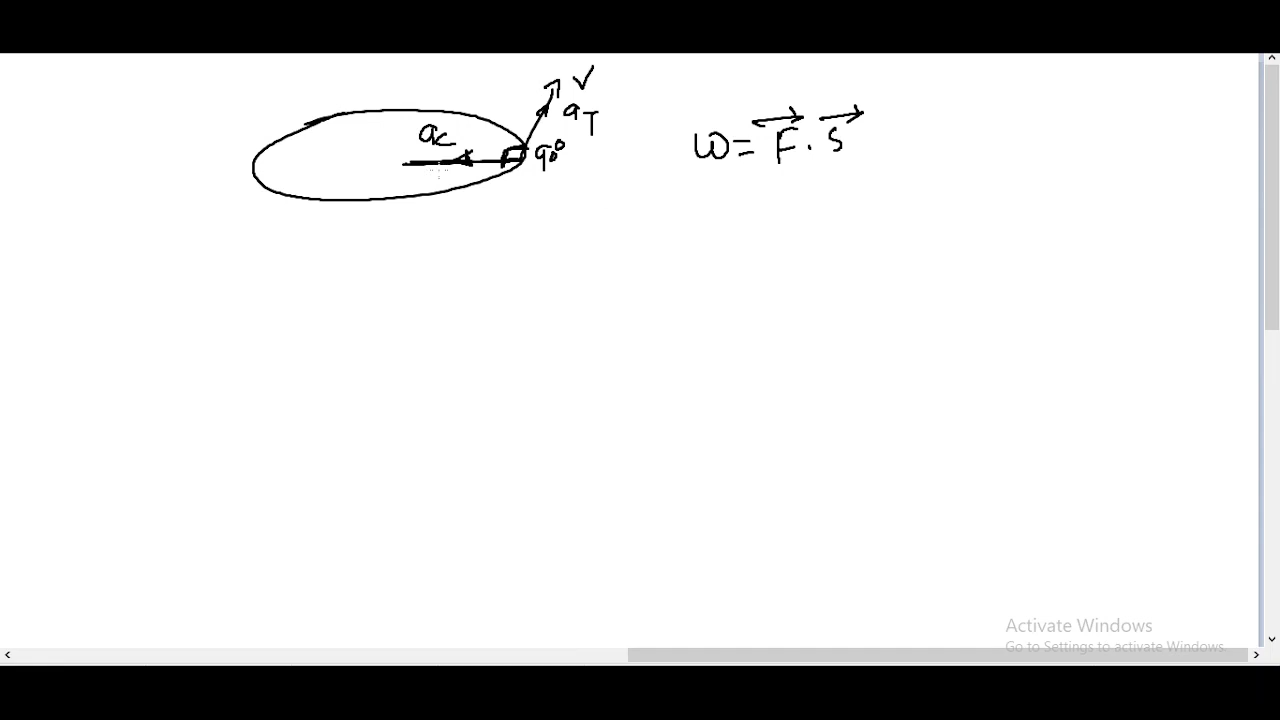 V
a_T
a_c
90°
W = F⃗ . S⃗
Activate Windows
Go to Settings to activate Windows.